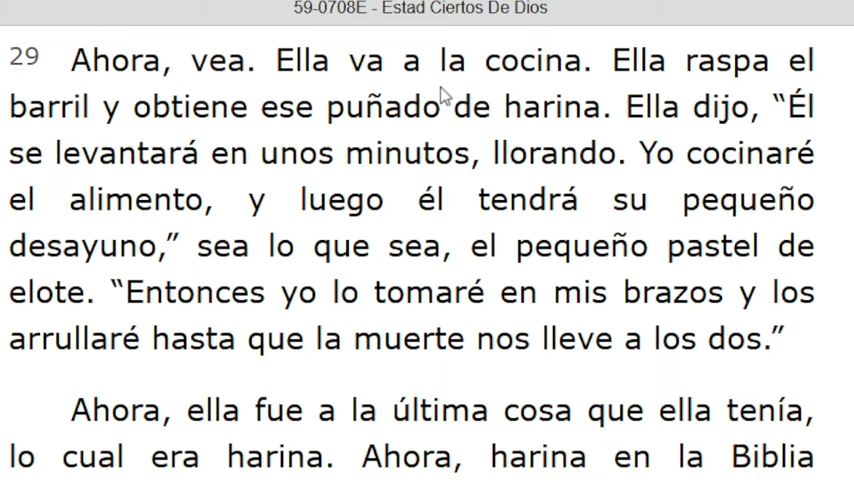 59-0708E - Estad Ciertos De Dios
29 Ahora, vea. Ella va a la cocina. Ella raspa el
barril y obtiene ese puñado de harina. Ella dijo, “Él
se levantará en unos minutos, llorando. Yo cocinaré
el alimento, y luego él tendrá su pequeño
desayuno,” sea lo que sea, el pequeño pastel de
elote. “Entonces yo lo tomaré en mis brazos y los
arrullaré hasta que la muerte nos lleve a los dos.”
Ahora, ella fue a la última cosa que ella tenía,
lo cual era harina. Ahora, harina en la Biblia